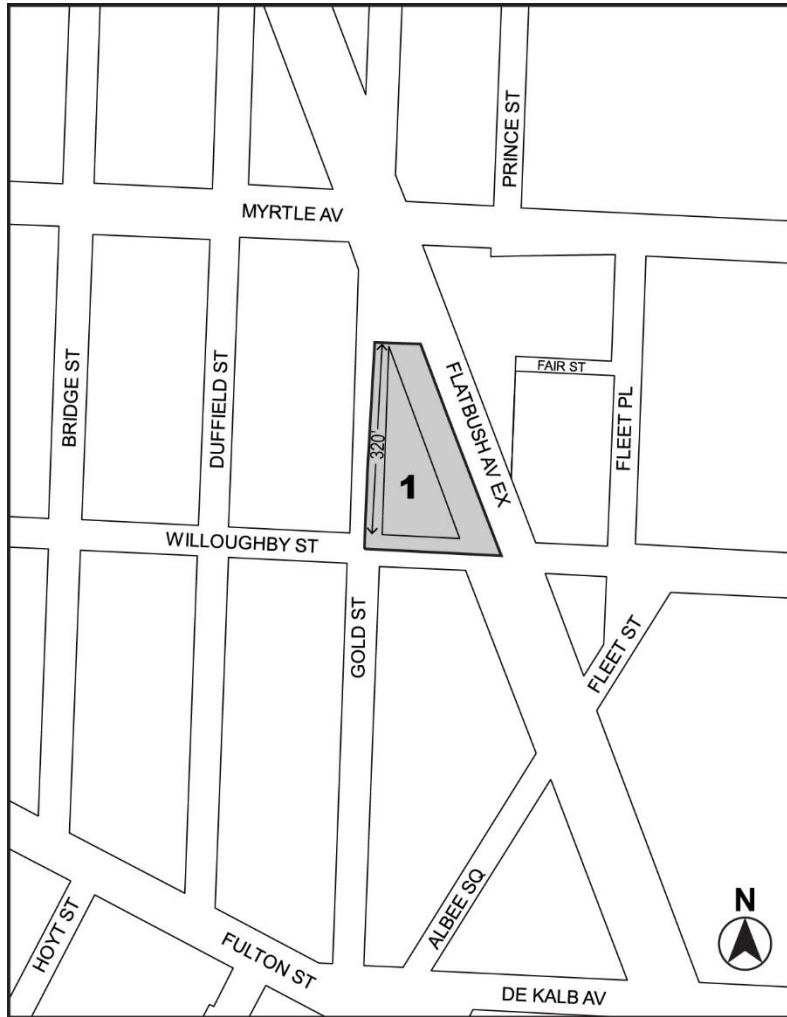 PRINCE ST
MYRTLE AV
BRIDGE ST
DUFFIELD ST
FLATBUSH AV EX
FAIR ST
FLEET PL
320'
1
WILLOUGHBY ST
GOLD ST
FLEET ST
ALBEE SQ
HOYT ST
FULTON ST
N
DE KALB AV